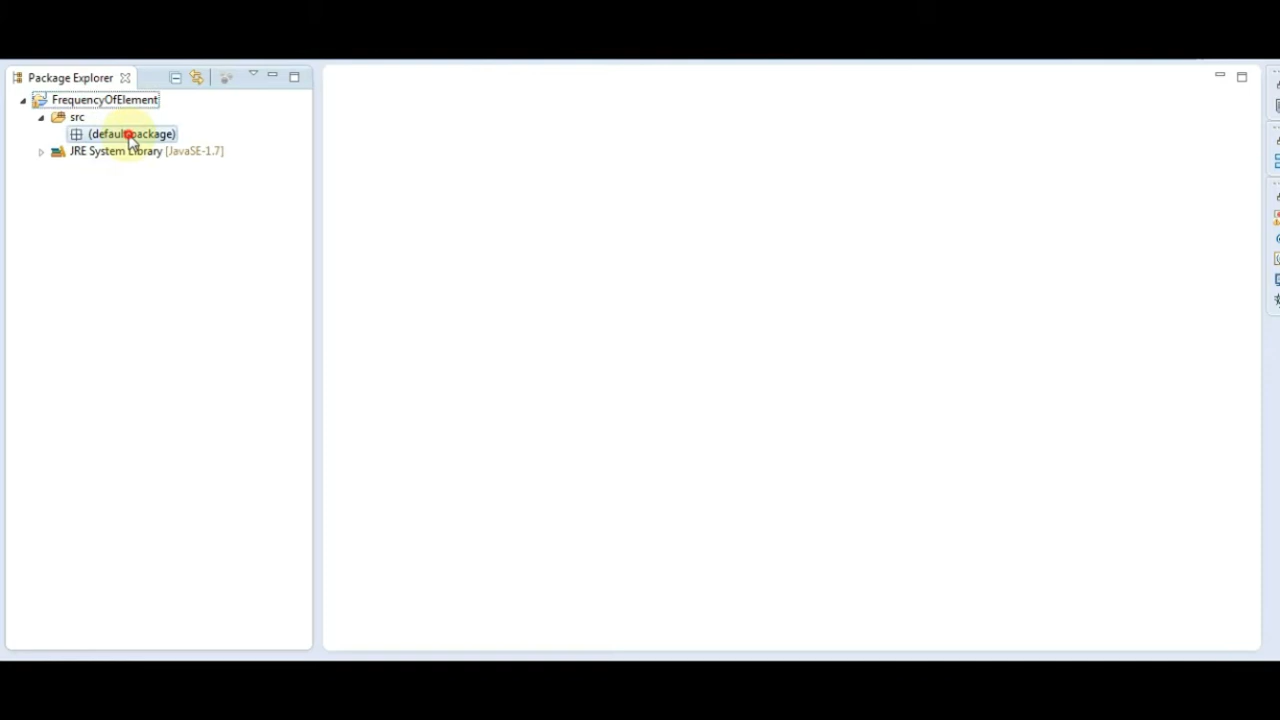 Package Explorer
FrequencyOfElement
src
(default package)
JRE System Library [JavaSE-1.7]